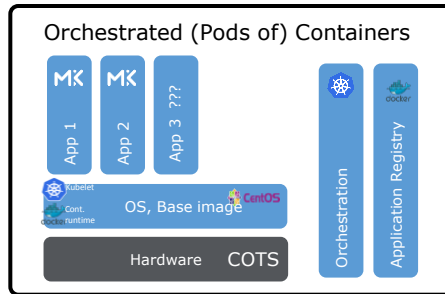 Orchestrated (Pods of) Containers
MK
App 1
MK
App 2
App 3 ???
Orchestration
docker
Application Registry
Kubelet
Cont.
runtime
docker
OS, Base image
CentOS
Hardware COTS